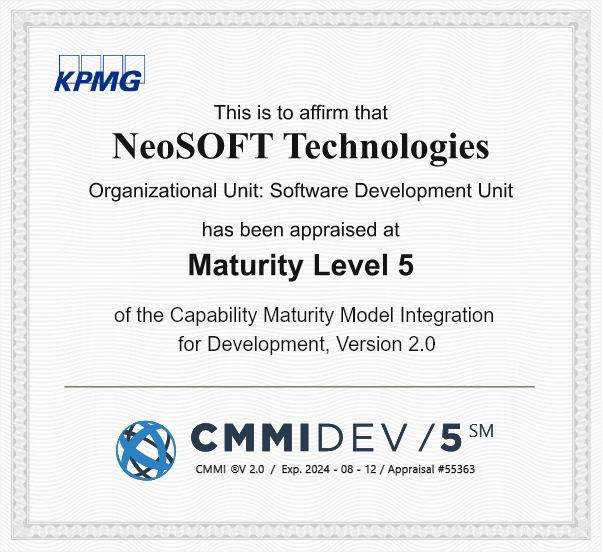 KPMG
This is to affirm that
NeoSOFT Technologies
Organizational Unit: Software Development Unit
has been appraised at
Maturity Level 5
of the Capability Maturity Model Integration
for Development, Version 2.0
CMMIDEV/5 SM
CMMI ®V 2.0 / Exp. 2024 - 08 - 12 / Appraisal #55363